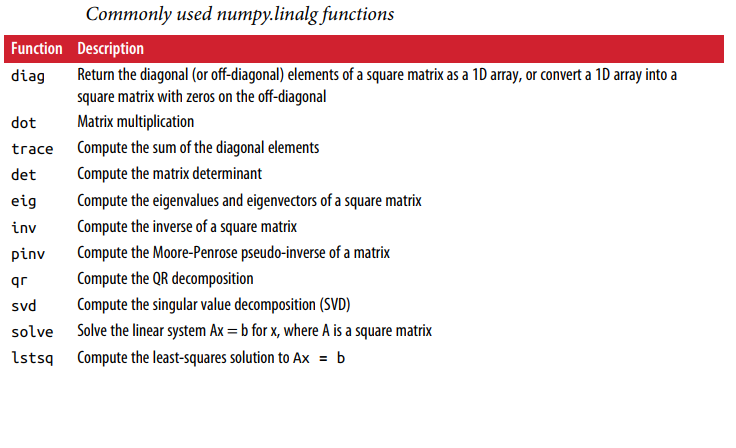 Commonly used numpy.linalg functions
Function Description
diag Return the diagonal (or off-diagonal) elements of a square matrix as a 1D array, or convert a 1D array into a
square matrix with zeros on the off-diagonal
dot Matrix multiplication
trace Compute the sum of the diagonal elements
det Compute the matrix determinant
eig Compute the eigenvalues and eigenvectors of a square matrix
inv Compute the inverse of a square matrix
pinv Compute the Moore-Penrose pseudo-inverse of a matrix
qr Compute the QR decomposition
svd Compute the singular value decomposition (SVD)
solve Solve the linear system Ax = b for x, where A is a square matrix
lstsq Compute the least-squares solution to Ax = b